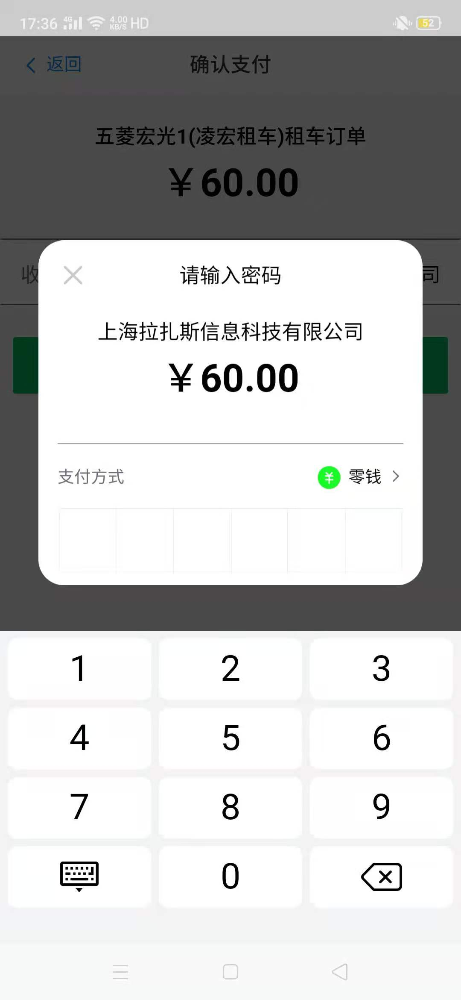 17:36 4G 4.00 KB/S HD 52
返回 确认支付
五菱宏光1(凌宏租车)租车订单
￥60.00
收 司
请输入密码
上海拉扎斯信息科技有限公司
￥60.00
支付方式 ¥ 零钱
1 2 3
4 5 6
7 8 9
0